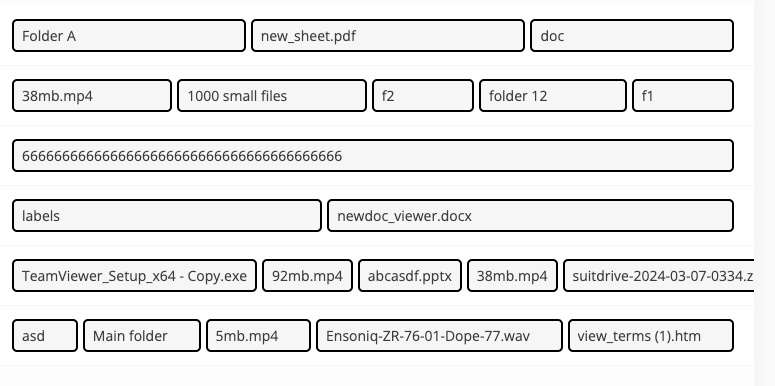 Folder A new_sheet.pdf doc
38mb.mp4 1000 small files f2 folder 12 f1
6666666666666666666666666666666666666666
labels newdoc_viewer.docx
TeamViewer_Setup_x64 - Copy.exe 92mb.mp4 abcasdf.pptx 38mb.mp4 suitdrive-2024-03-07-0334.z
asd Main folder 5mb.mp4 Ensoniq-ZR-76-01-Dope-77.wav view_terms (1).htm